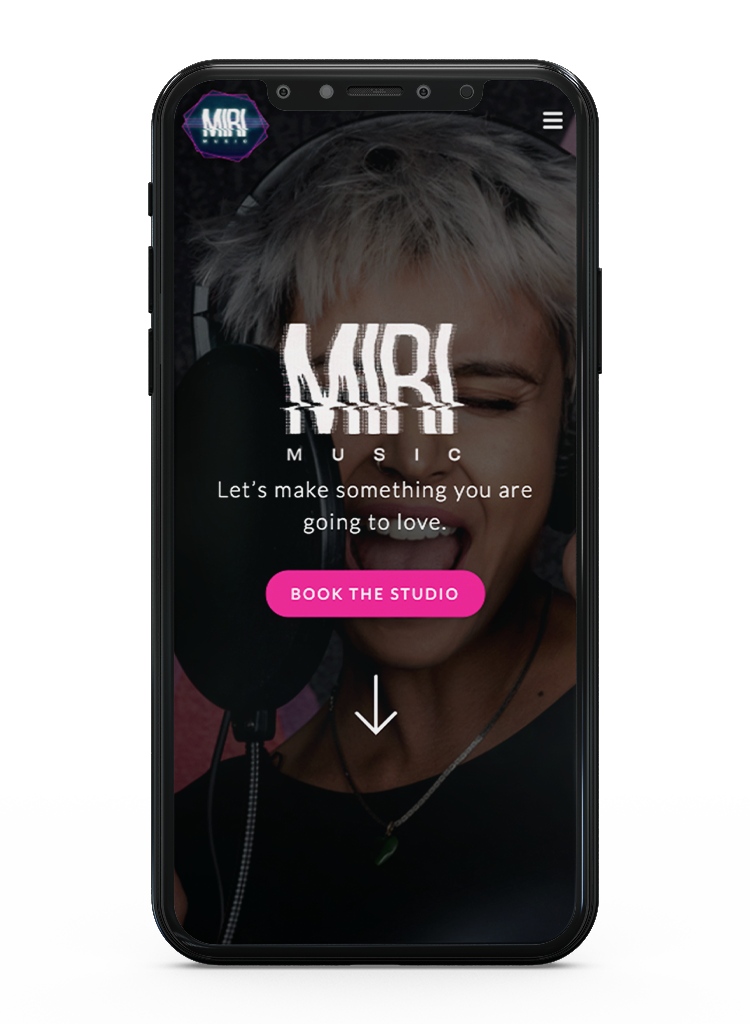 MIRI
MUSIC
MIRI
MUSIC
Let's make something you are
going to love.
BOOK THE STUDIO